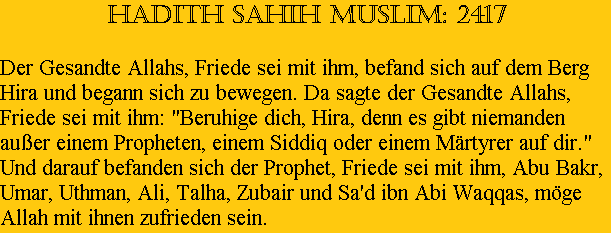 HADITH SAHIH MUSLIM: 2417
Der Gesandte Allahs, Friede sei mit ihm, befand sich auf dem Berg
Hira und begann sich zu bewegen. Da sagte der Gesandte Allahs,
Friede sei mit ihm: "Beruhige dich, Hira, denn es gibt niemanden
außer einem Propheten, einem Siddiq oder einem Märtyrer auf dir."
Und darauf befanden sich der Prophet, Friede sei mit ihm, Abu Bakr,
Umar, Uthman, Ali, Talha, Zubair und Sa'd ibn Abi Waqqas, möge
Allah mit ihnen zufrieden sein.